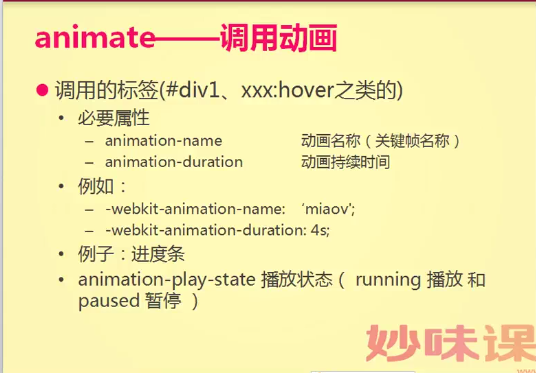 animate——调用动画
调用的标签(#div1、xxx:hover之类的)
必要属性
animation-name 动画名称（关键帧名称）
animation-duration 动画持续时间
例如：
-webkit-animation-name: ‘miaov';
-webkit-animation-duration: 4s;
例子：进度条
animation-play-state 播放状态（ running 播放 和
paused 暂停 ）
妙味课